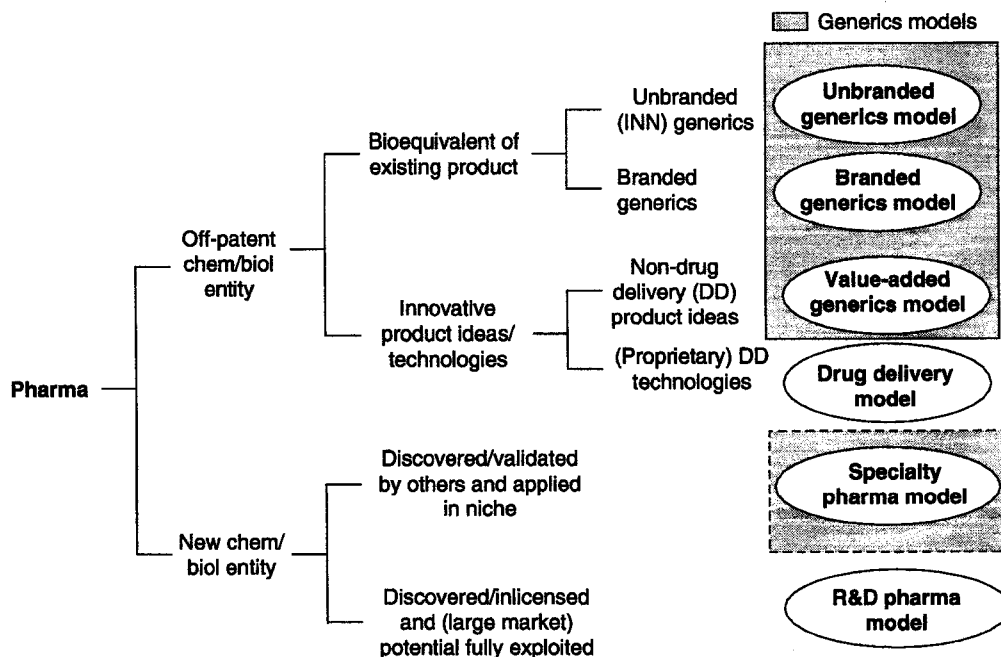 Generics models
Unbranded
generics model
Unbranded
(INN) generics
Bioequivalent of
existing product
Branded
generics model
Branded
generics
Off-patent
chem/biol
entity
Non-drug
delivery (DD)
product ideas
Value-added
generics model
Innovative
product ideas/
technologies
(Proprietary) DD
technologies
Drug delivery
model
Pharma
Discovered/validated
by others and applied
in niche
Specialty
pharma model
New chem/
biol entity
Discovered/inlicensed
and (large market)
potential fully exploited
R&D pharma
model